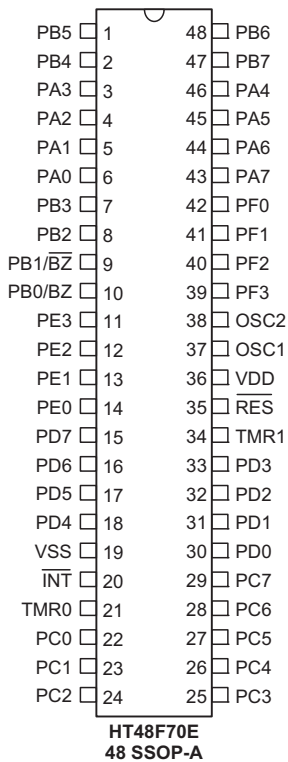 PB5 1 48 PB6
PB4 2 47 PB7
PA3 3 46 PA4
PA2 4 45 PA5
PA1 5 44 PA6
PA0 6 43 PA7
PB3 7 42 PF0
PB2 8 41 PF1
PB1/B̅Z̅ 9 40 PF2
PB0/BZ 10 39 PF3
PE3 11 38 OSC2
PE2 12 37 OSC1
PE1 13 36 VDD
PE0 14 35 R̅E̅S̅
PD7 15 34 TMR1
PD6 16 33 PD3
PD5 17 32 PD2
PD4 18 31 PD1
VSS 19 30 PD0
I̅N̅T̅ 20 29 PC7
TMR0 21 28 PC6
PC0 22 27 PC5
PC1 23 26 PC4
PC2 24 25 PC3
HT48F70E
48 SSOP-A